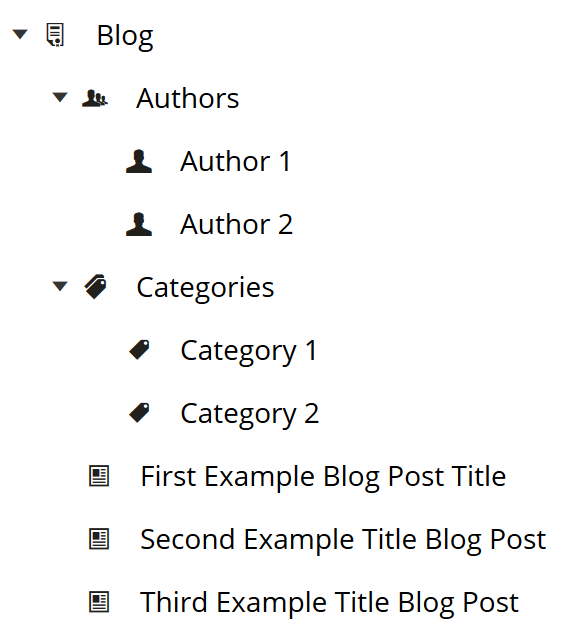 Blog
Authors
Author 1
Author 2
Categories
Category 1
Category 2
First Example Blog Post Title
Second Example Title Blog Post
Third Example Title Blog Post